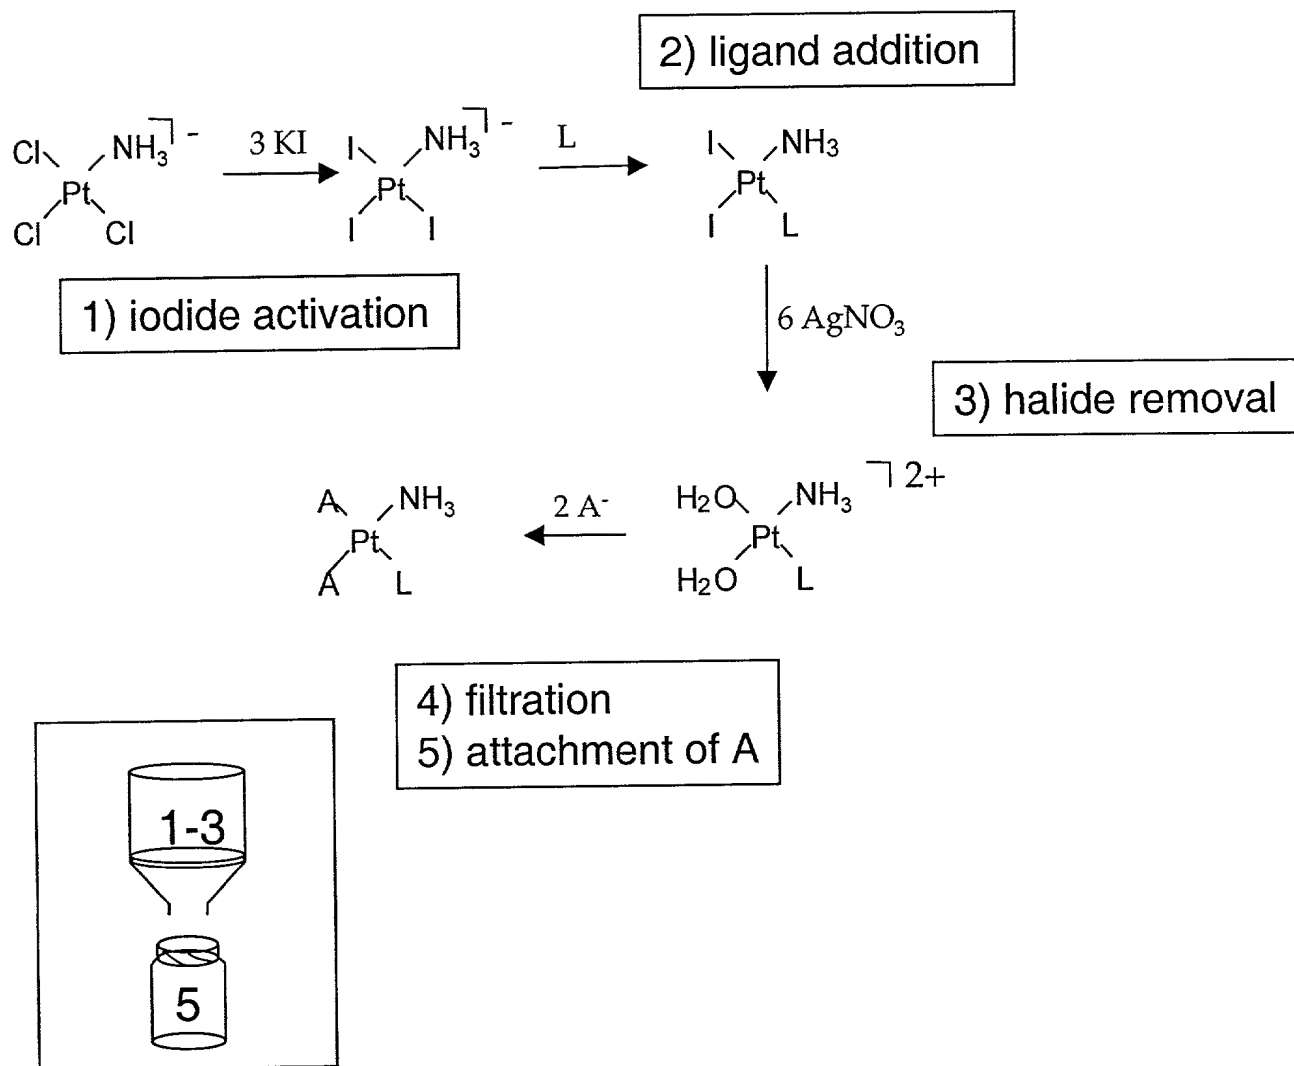 2) ligand addition
Cl
NH3
Pt
Cl
Cl
] -
3 KI
I
NH3
Pt
I
I
] -
L
I
NH3
Pt
I
L
1) iodide activation
6 AgNO3
3) halide removal
H2O
NH3
Pt
H2O
L
] 2+
2 A-
A
NH3
Pt
A
L
4) filtration
5) attachment of A
1-3
5